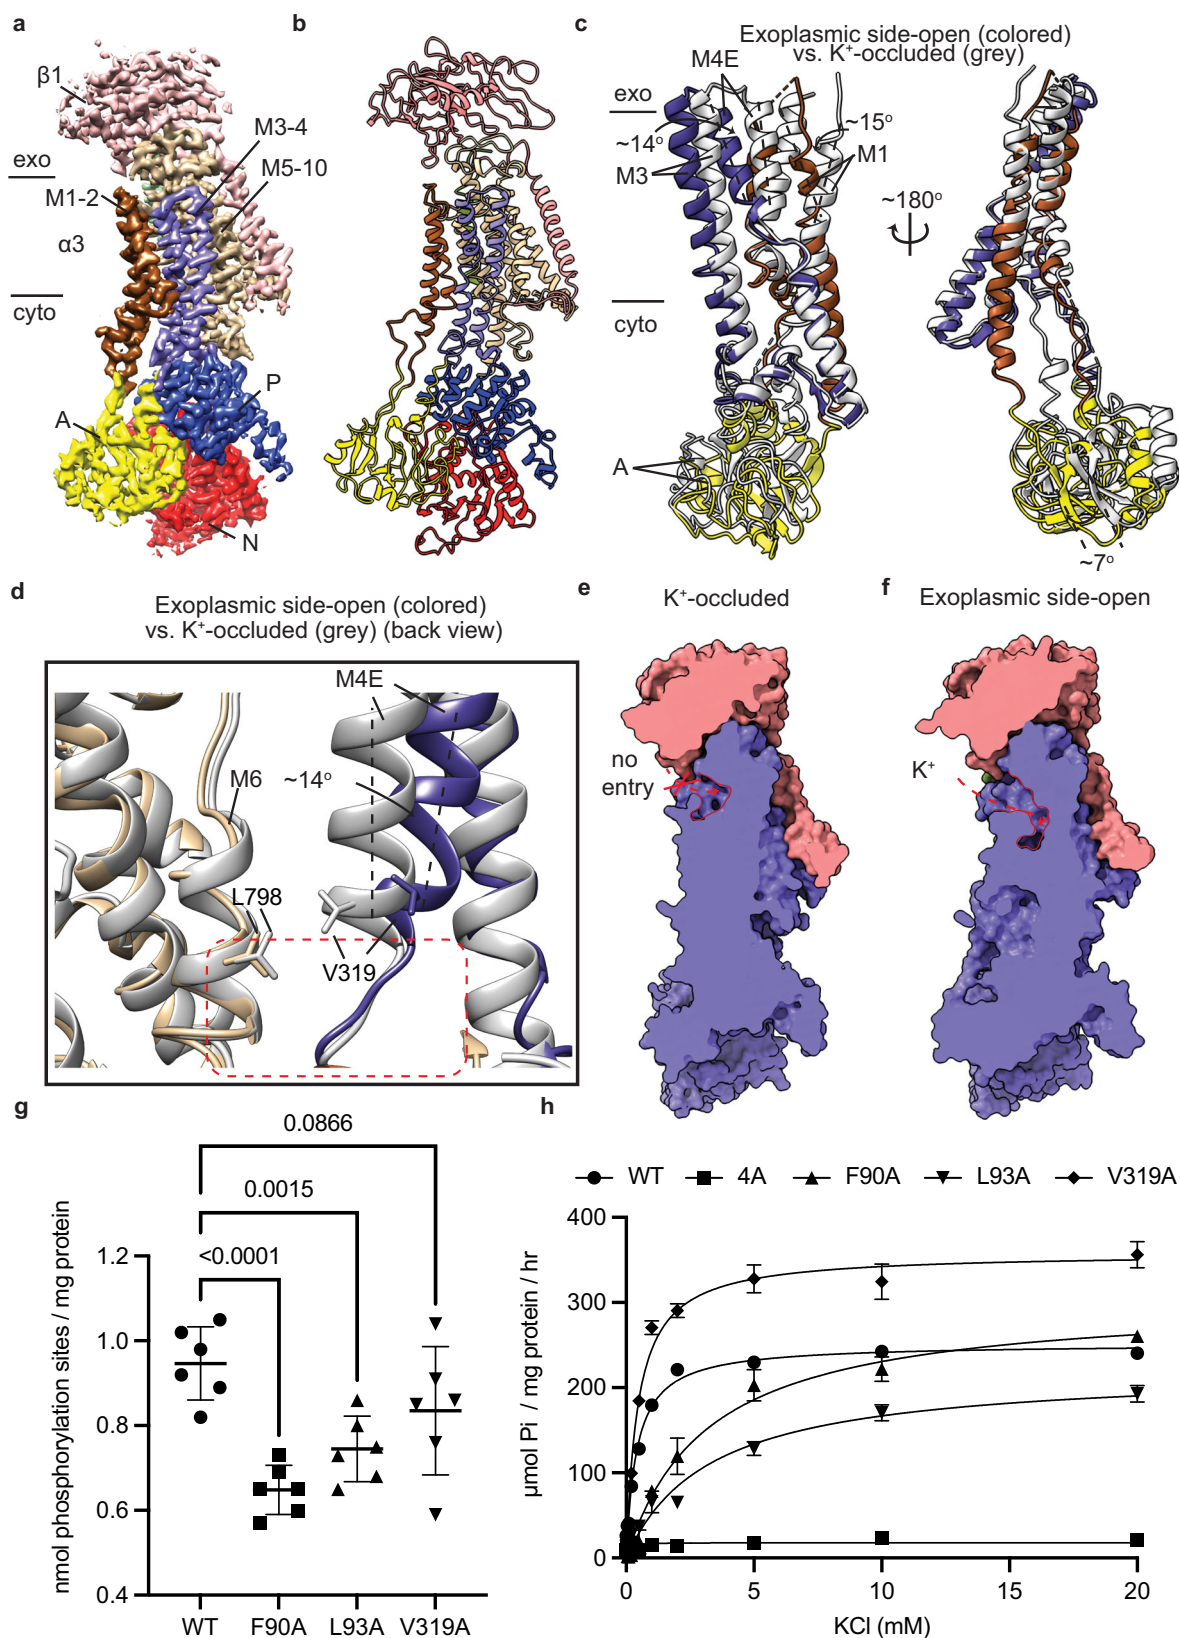 a
β1
exo
M1-2
α3
cyto
A
M3-4
M5-10
P
N
b
c
Exoplasmic side-open (colored)
vs. K⁺-occluded (grey)
M4E
exo
~14°
M3
~15°
M1
cyto
A
~180°
~7°
d
Exoplasmic side-open (colored)
vs. K⁺-occluded (grey) (back view)
M4E
M6
~14°
L798
V319
e
K⁺-occluded
no
entry
f
Exoplasmic side-open
K⁺
g
0.0866
0.0015
<0.0001
nmol phosphorylation sites / mg protein
1.2
1.0
0.8
0.6
0.4
WT F90A L93A V319A
h
WT 4A F90A L93A V319A
µmol Pi / mg protein / hr
400
300
200
100
0
0 5 10 15 20
KCl (mM)